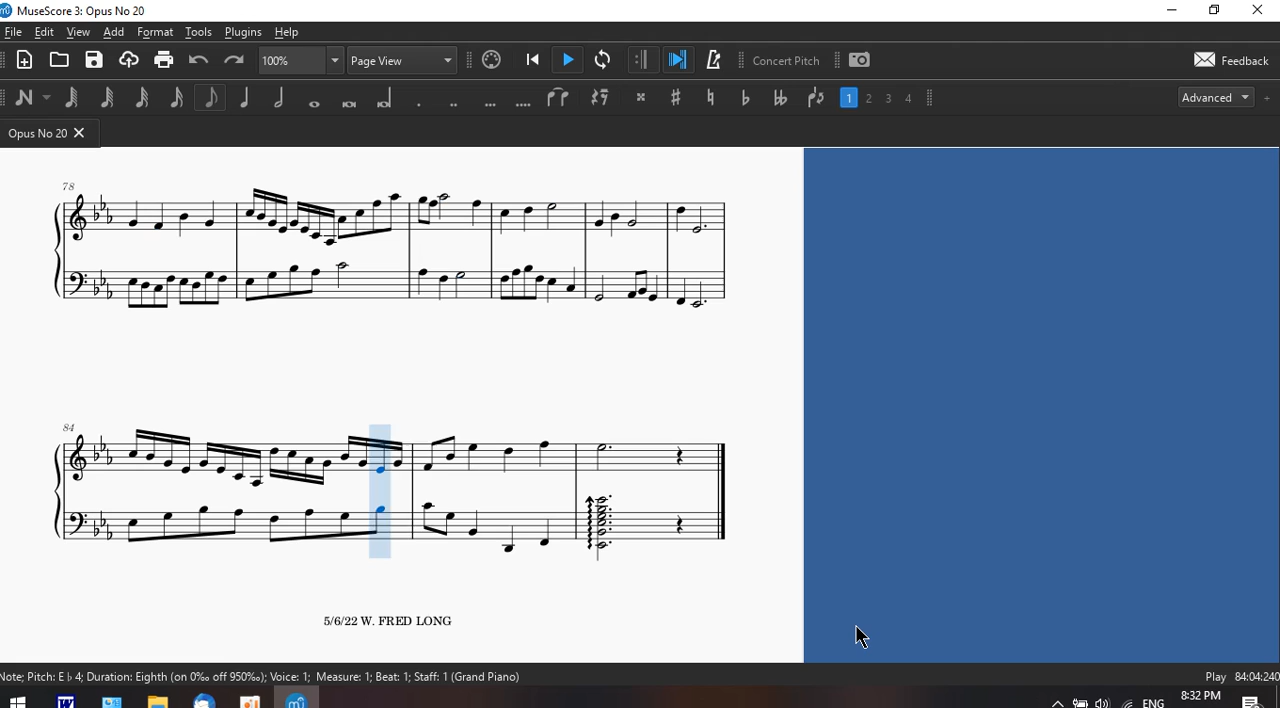 MuseScore 3: Opus No 20
File Edit View Add Format Tools Plugins Help
100% Page View Concert Pitch Feedback
N 1 2 3 4 Advanced +
Opus No 20
78
84
5/6/22 W. FRED LONG
Note; Pitch: E♭4; Duration: Eighth (on 0‰ off 950‰); Voice: 1; Measure: 1; Beat: 1; Staff: 1 (Grand Piano) Play 84:04:240
W ENG 8:32 PM